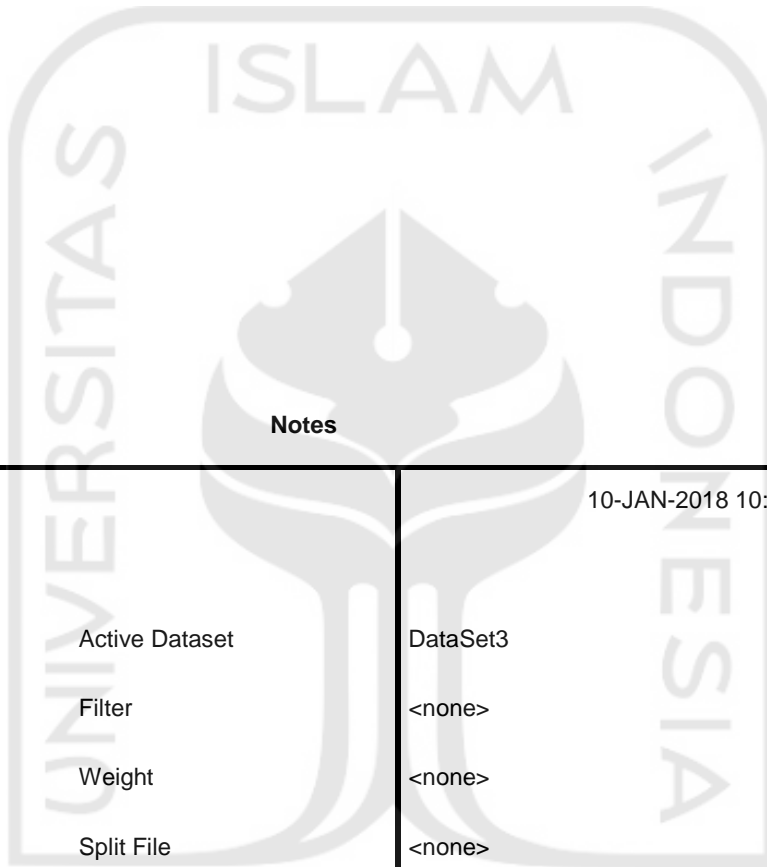 ISLAM
UNIVERSITAS
INDONESIA
Notes
10-JAN-2018 10:
Active Dataset DataSet3
Filter <none>
Weight <none>
Split File <none>